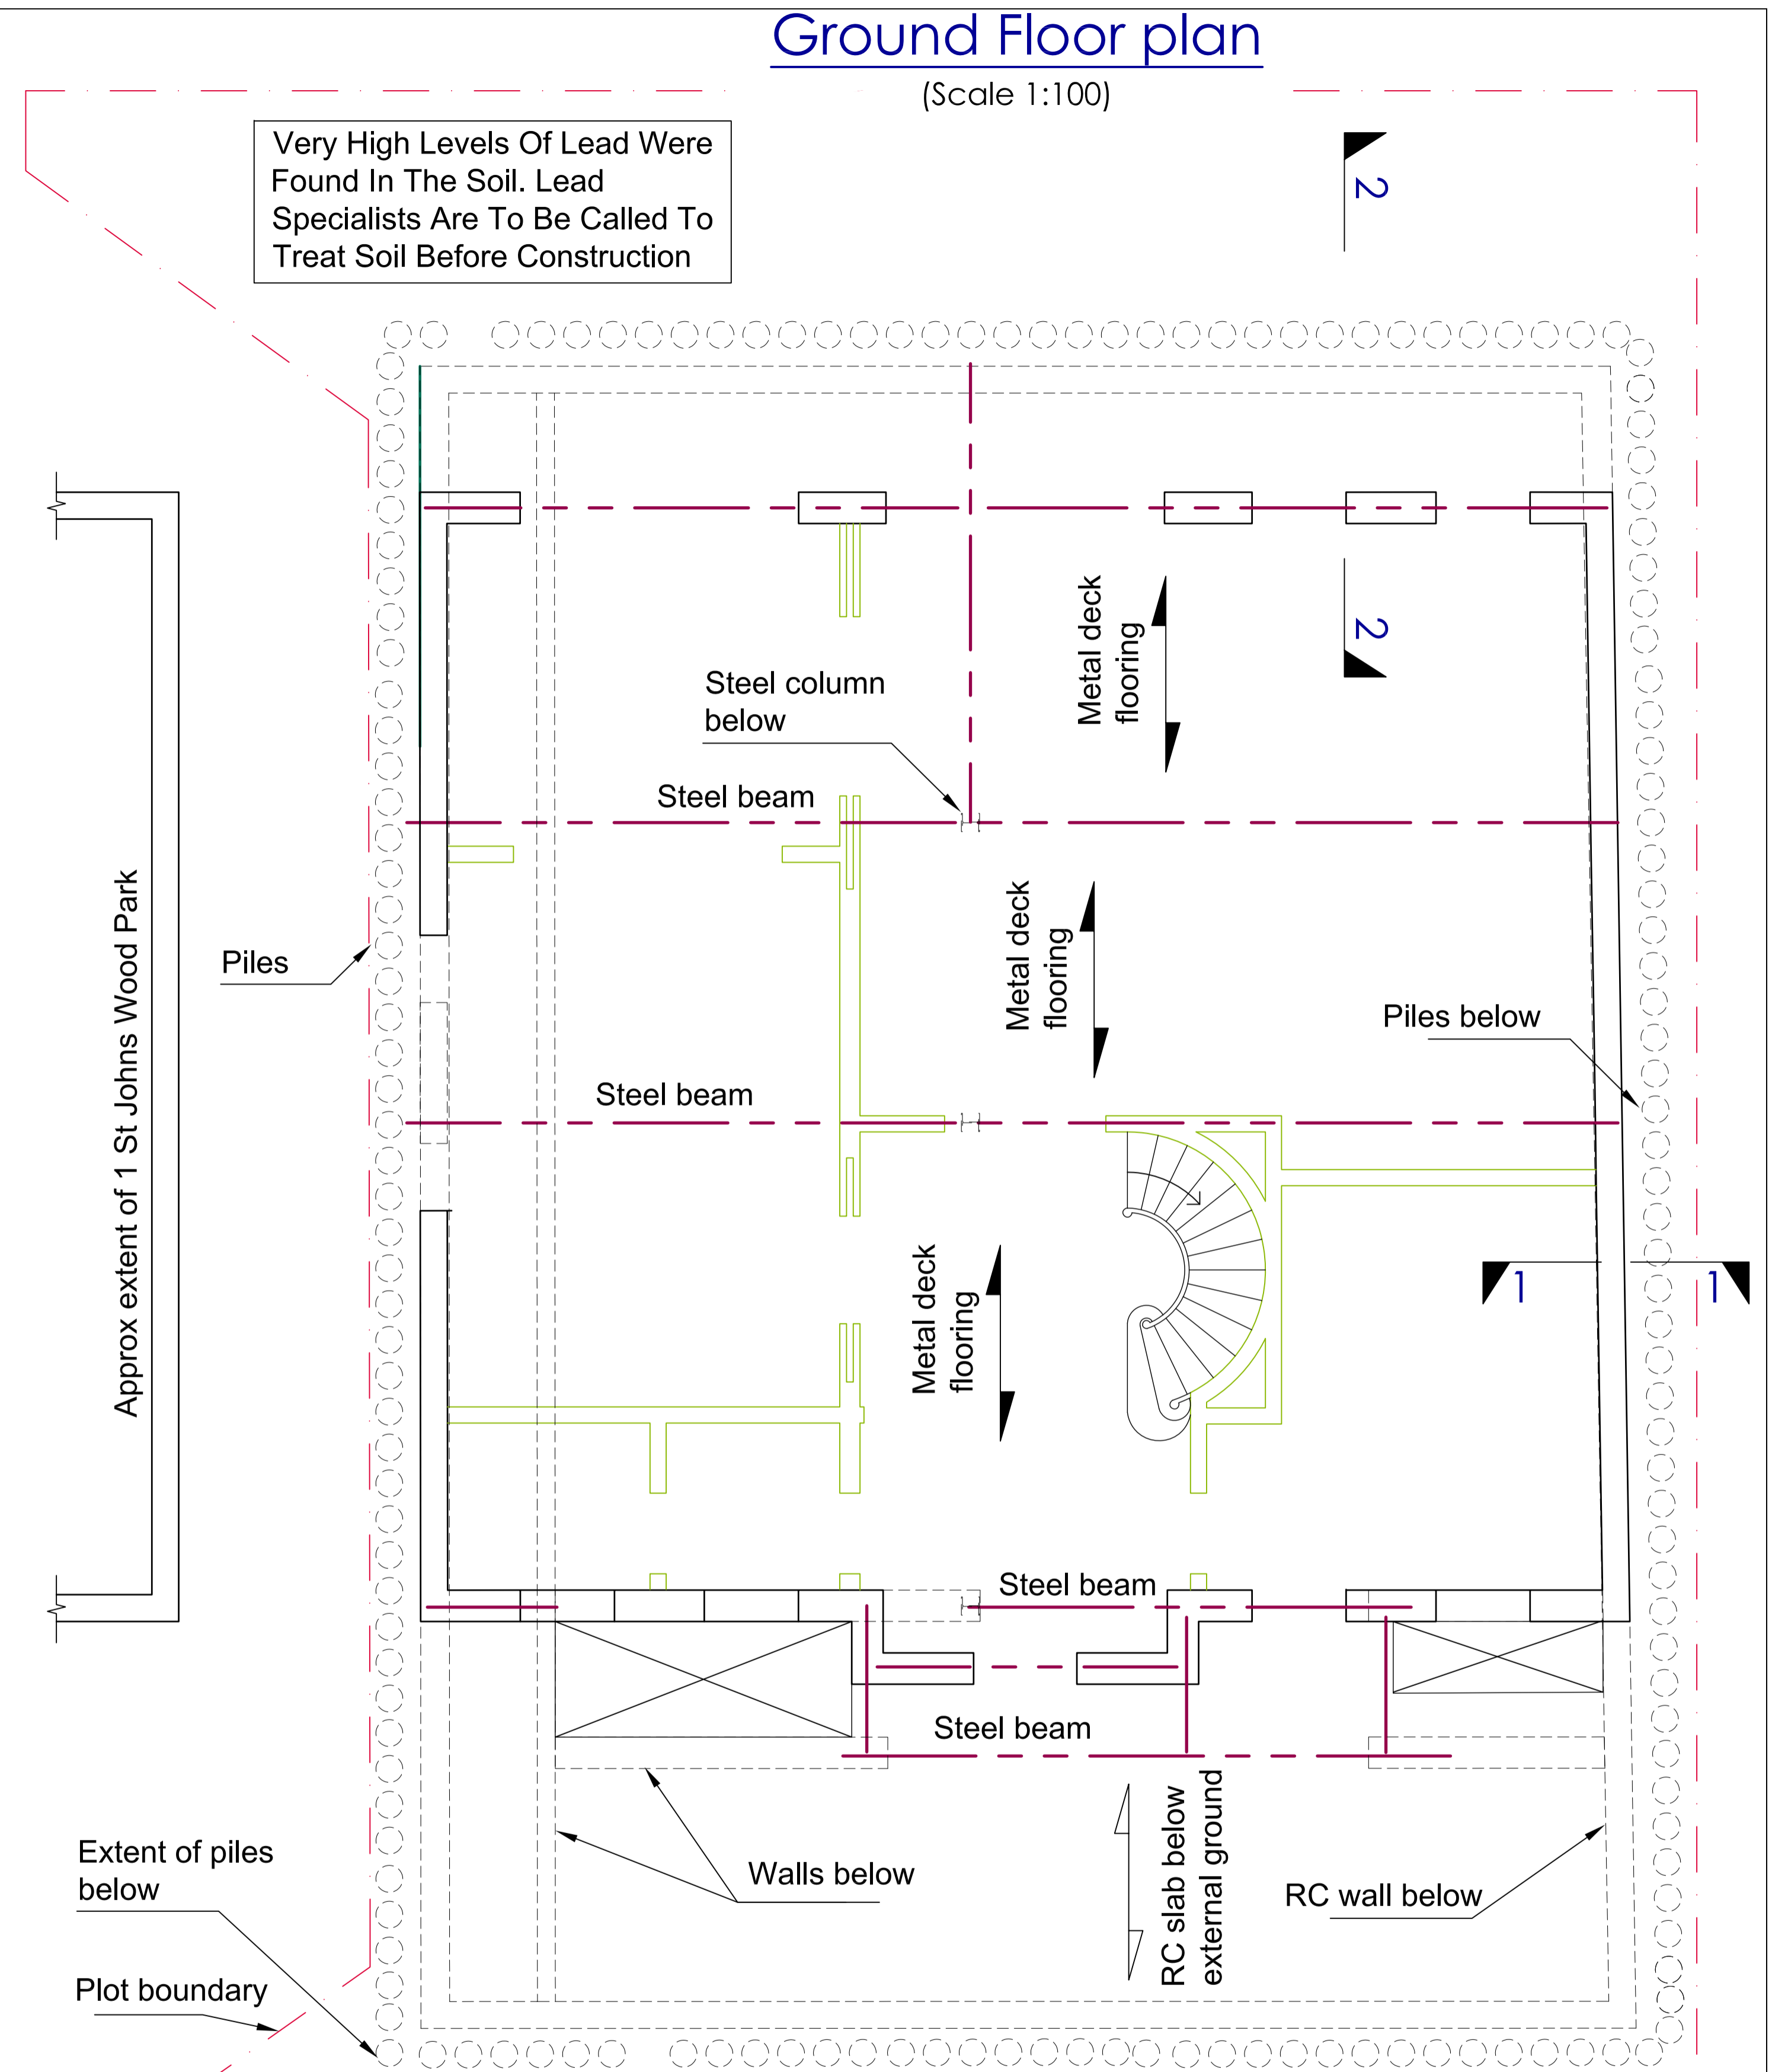 Ground Floor plan
(Scale 1:100)
Very High Levels Of Lead Were
Found In The Soil. Lead
Specialists Are To Be Called To
Treat Soil Before Construction
2
2
Metal deck
flooring
Steel column
below
Steel beam
Approx extent of 1 St Johns Wood Park
Piles
Metal deck
flooring
Piles below
Steel beam
Metal deck
flooring
1
1
Steel beam
Steel beam
RC slab below
external ground
Extent of piles
below
Walls below
RC wall below
Plot boundary